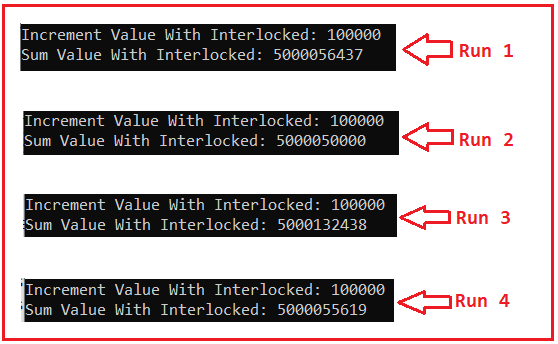 Increment Value With Interlocked: 100000
Sum Value With Interlocked: 5000056437
Run 1
Increment Value With Interlocked: 100000
Sum Value With Interlocked: 5000050000
Run 2
Increment Value With Interlocked: 100000
Sum Value With Interlocked: 5000132438
Run 3
Increment Value With Interlocked: 100000
Sum Value With Interlocked: 5000055619
Run 4